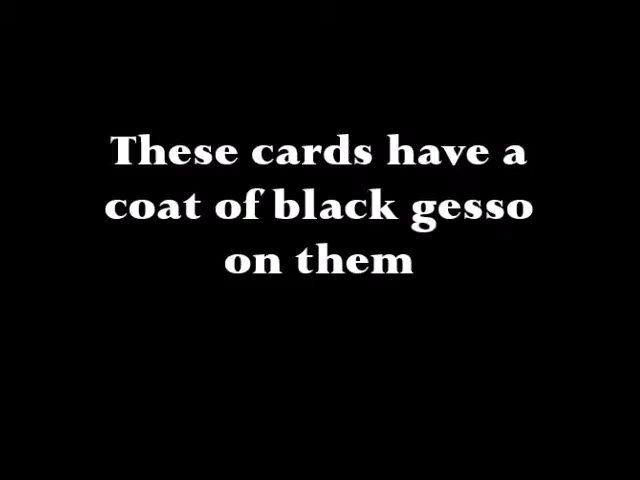 These cards have a
coat of black gesso
on them